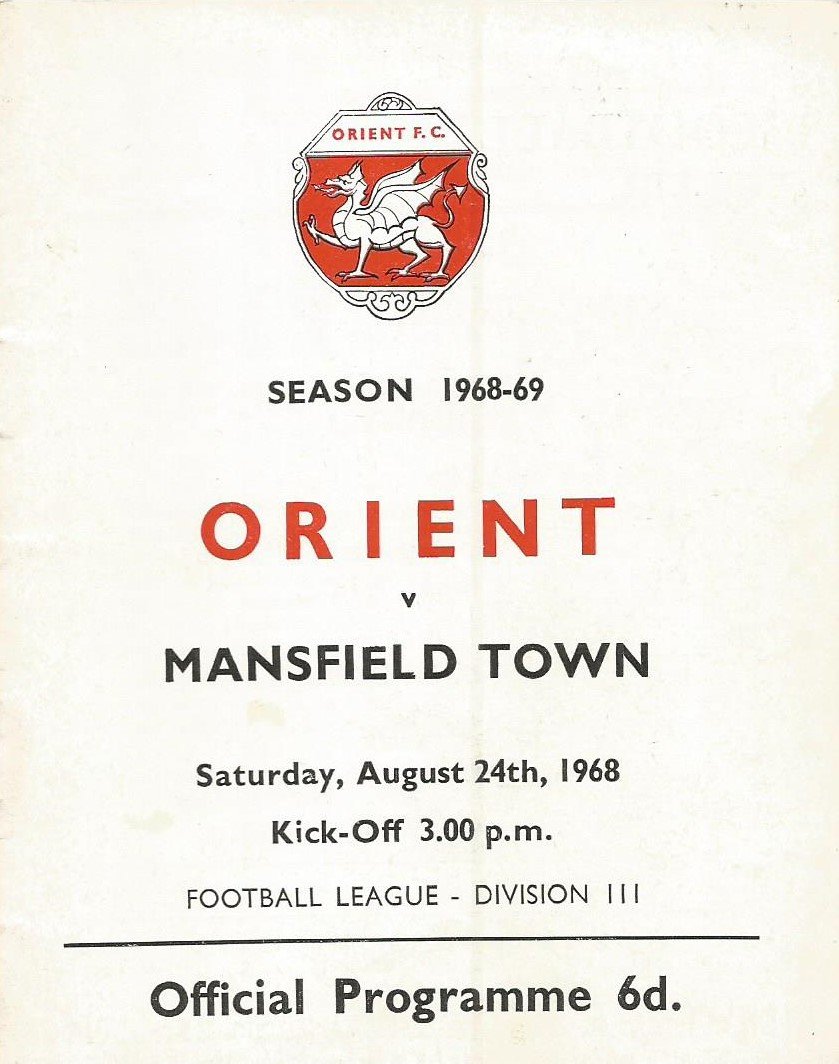 ORIENT F. C.
SEASON 1968-69
ORIENT
v
MANSFIELD TOWN
Saturday, August 24th, 1968
Kick-Off 3.00 p.m.
FOOTBALL LEAGUE - DIVISION III
Official Programme 6d.